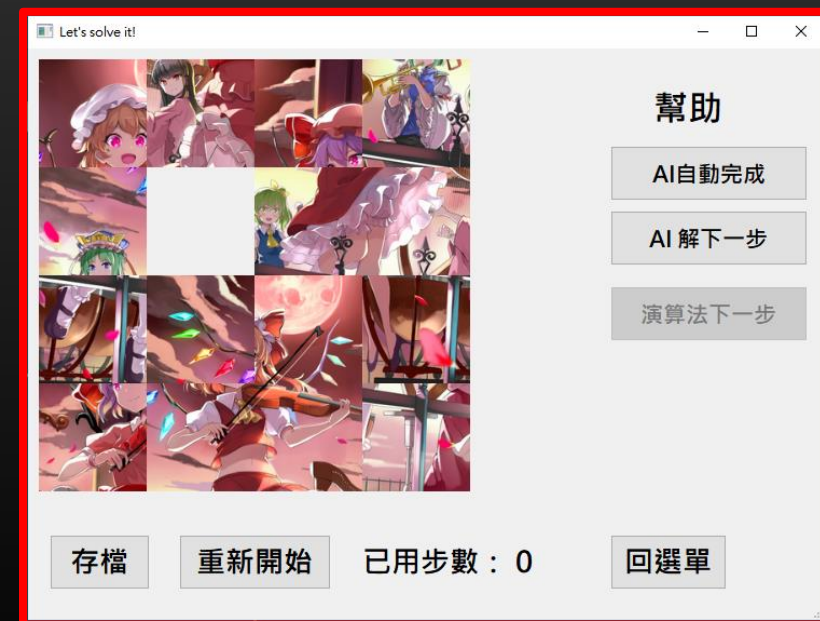 Let's solve it!
幫助
AI自動完成
AI 解下一步
演算法下一步
存檔
重新開始
已用步數： 0
回選單